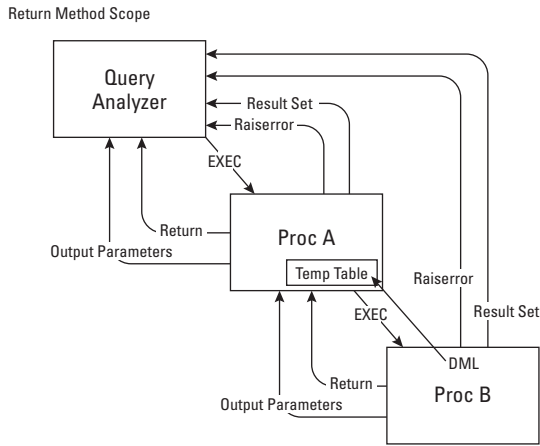 Return Method Scope
Query
Analyzer
Result Set
Raiserror
EXEC
Return
Output Parameters
Proc A
Temp Table
EXEC
Raiserror
Result Set
DML
Return
Output Parameters
Proc B